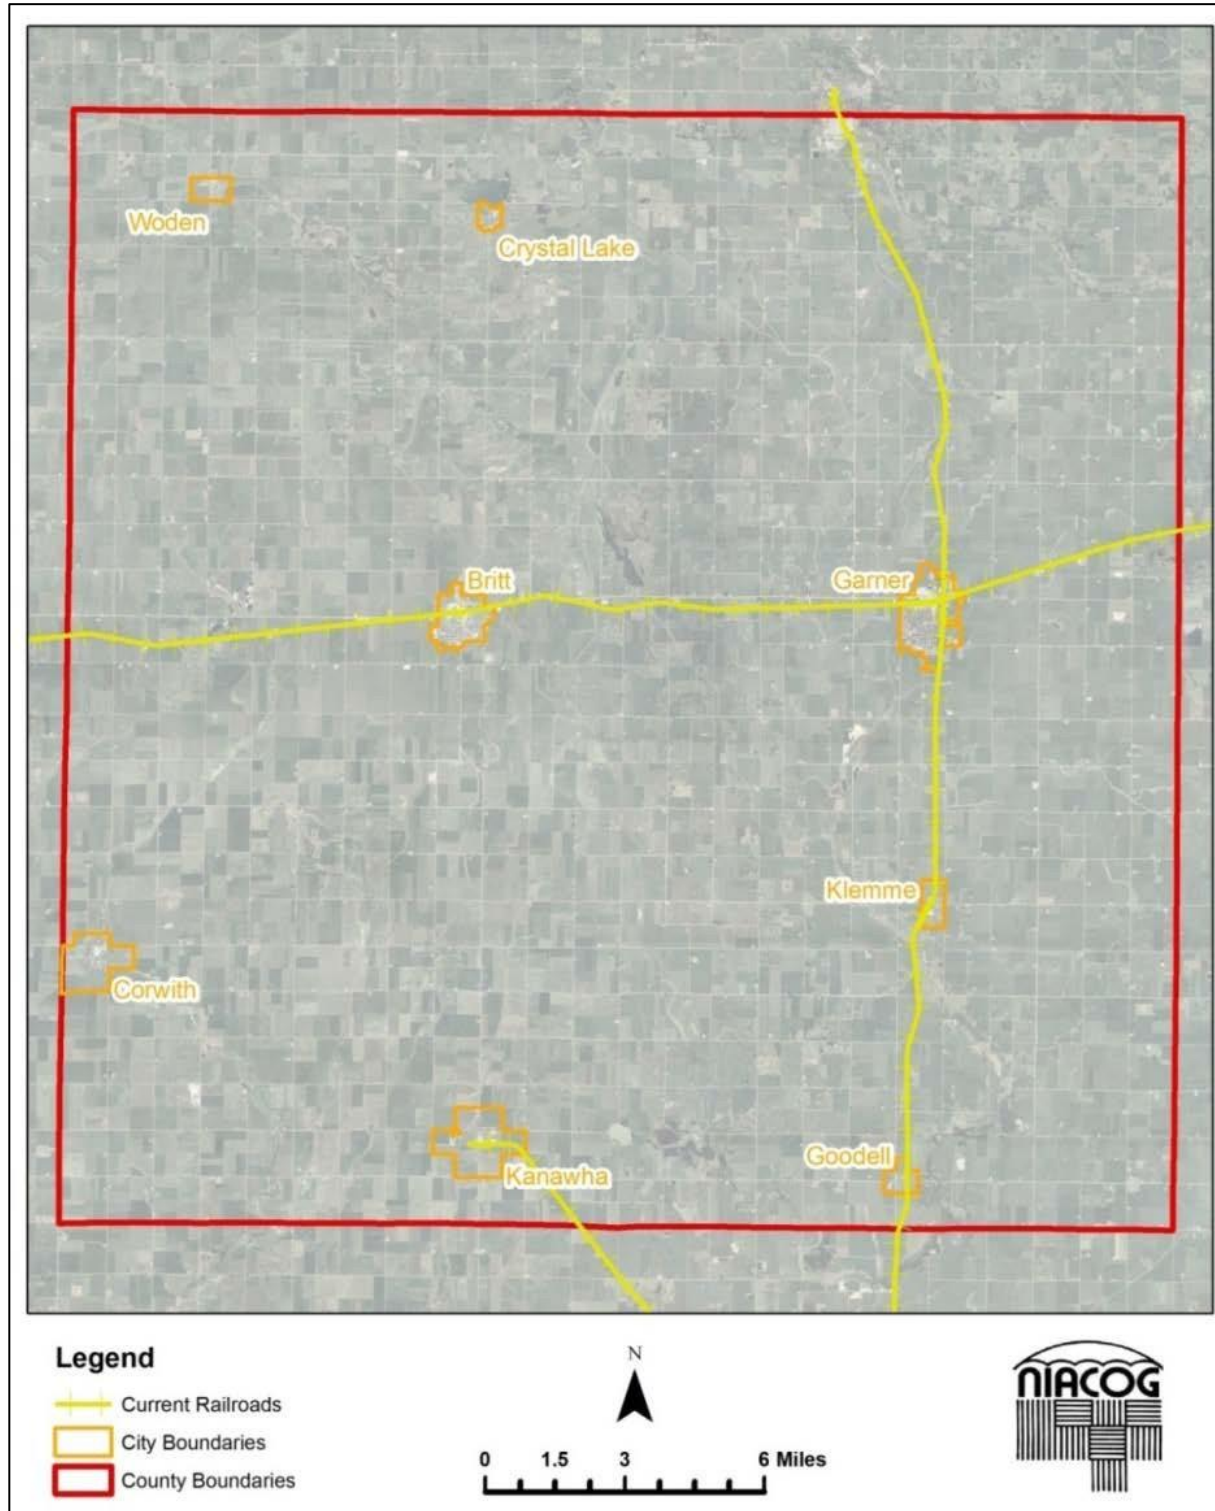 Woden
Crystal Lake
Britt
Garner
Klemme
Corwith
Goodell
Kanawha
Legend
N
Current Railroads
City Boundaries
County Boundaries
0 1.5 3 6 Miles
NIACOG